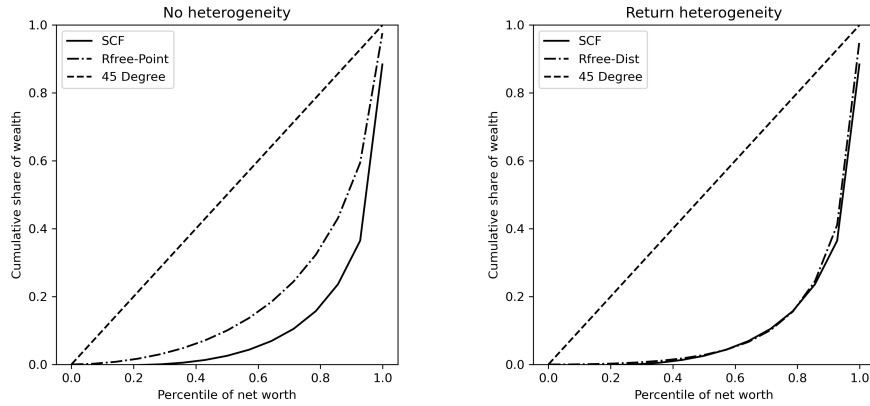 No heterogeneity
SCF
Rfree-Point
45 Degree
1.0
0.8
0.6
0.4
0.2
0.0
Cumulative share of wealth
0.0 0.2 0.4 0.6 0.8 1.0
Percentile of net worth
Return heterogeneity
SCF
Rfree-Dist
45 Degree
1.0
0.8
0.6
0.4
0.2
0.0
Cumulative share of wealth
0.0 0.2 0.4 0.6 0.8 1.0
Percentile of net worth